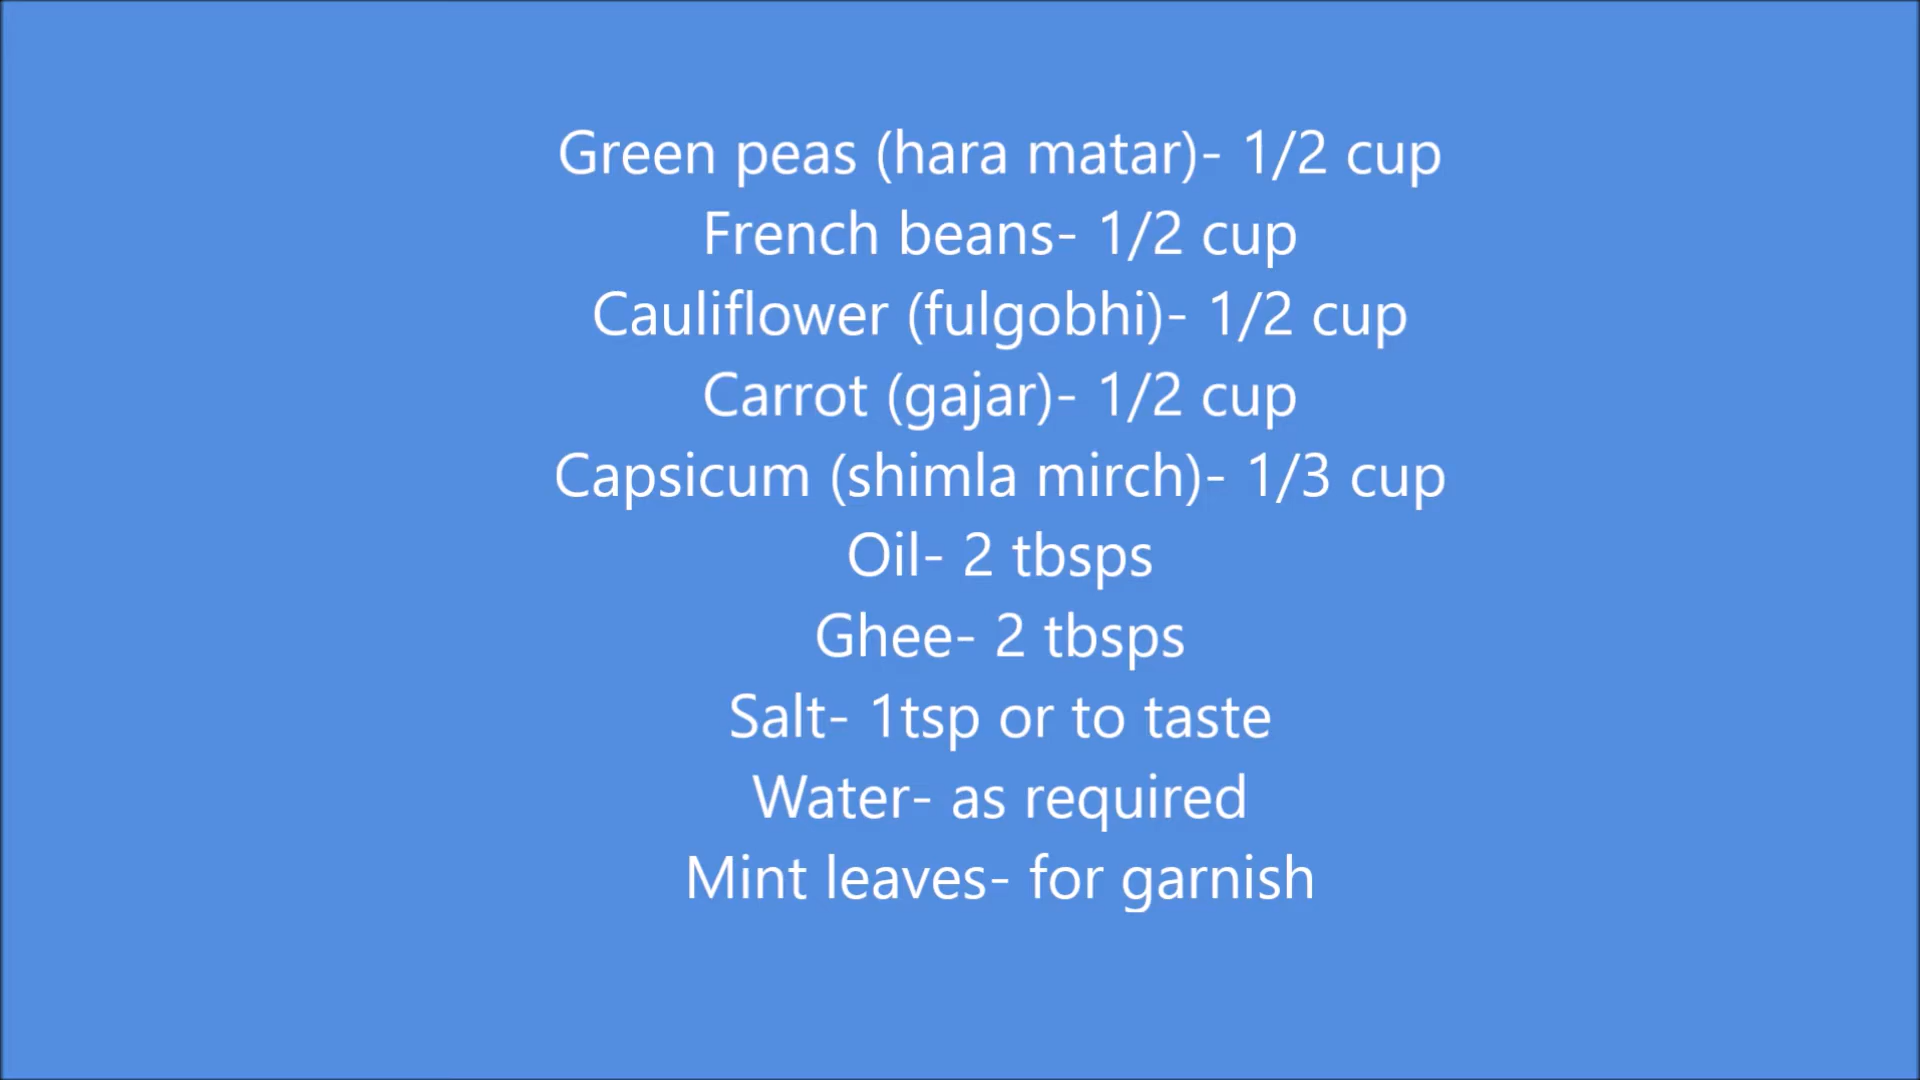 Green peas (hara matar)- 1/2 cup
French beans- 1/2 cup
Cauliflower (fulgobhi)- 1/2 cup
Carrot (gajar)- 1/2 cup
Capsicum (shimla mirch)- 1/3 cup
Oil- 2 tbsps
Ghee- 2 tbsps
Salt- 1tsp or to taste
Water- as required
Mint leaves- for garnish